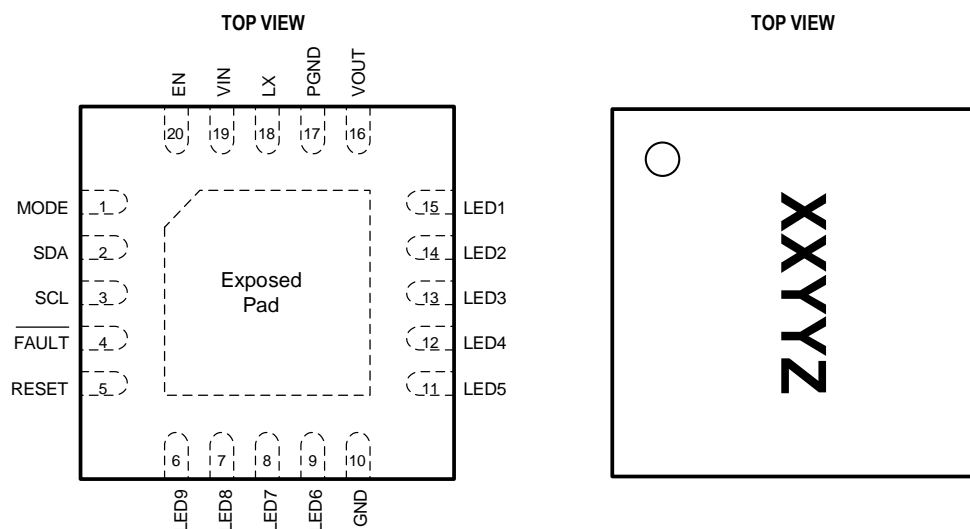 TOP VIEW
EN
VIN
LX
PGND
VOUT
20
19
18
17
16
MODE 1
SDA 2
SCL 3
FAULT 4
RESET 5
Exposed
Pad
15 LED1
14 LED2
13 LED3
12 LED4
11 LED5
6
7
8
9
10
LED9
LED8
LED7
LED6
GND
TOP VIEW
XXYYZ